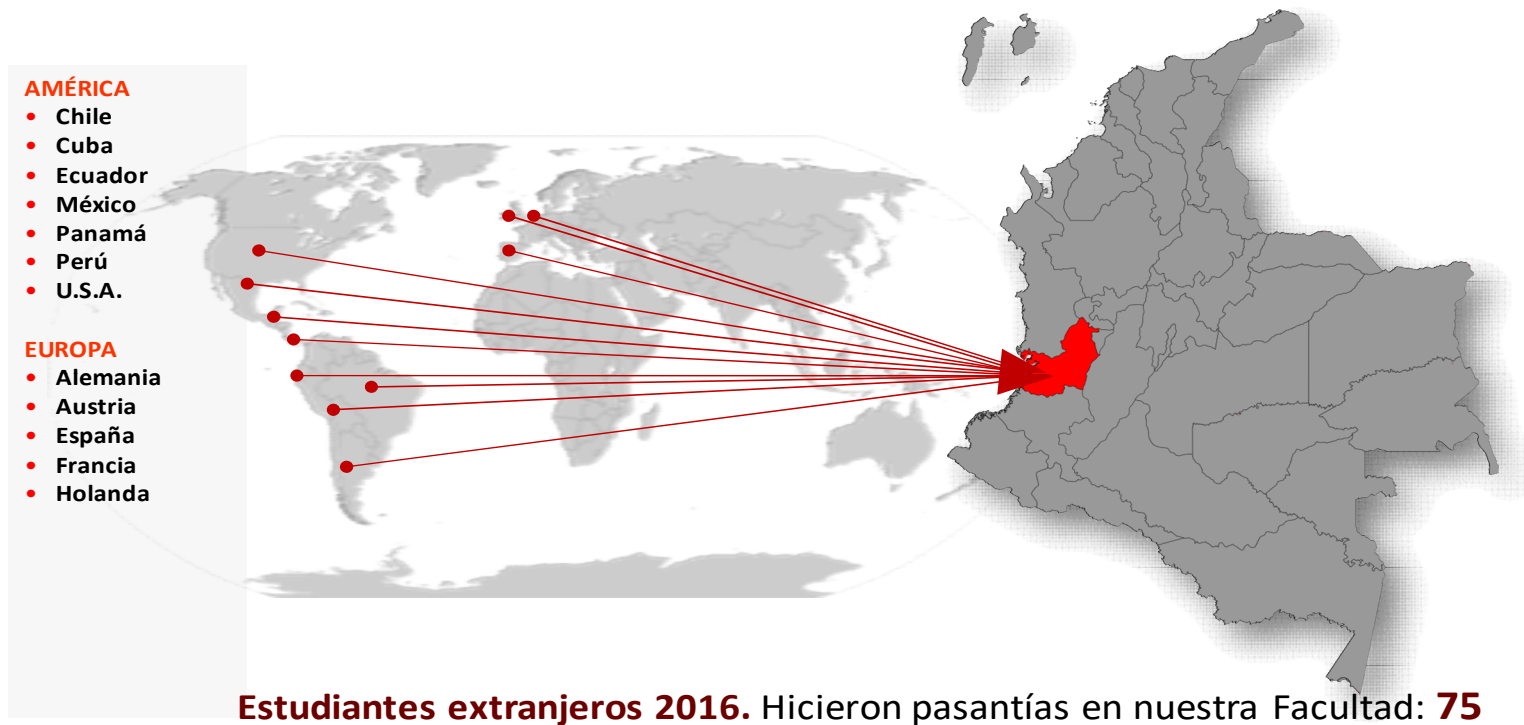 AMÉRICA
• Chile
• Cuba
• Ecuador
• México
• Panamá
• Perú
• U.S.A.
EUROPA
• Alemania
• Austria
• España
• Francia
• Holanda
Estudiantes extranjeros 2016. Hicieron pasantías en nuestra Facultad: 75